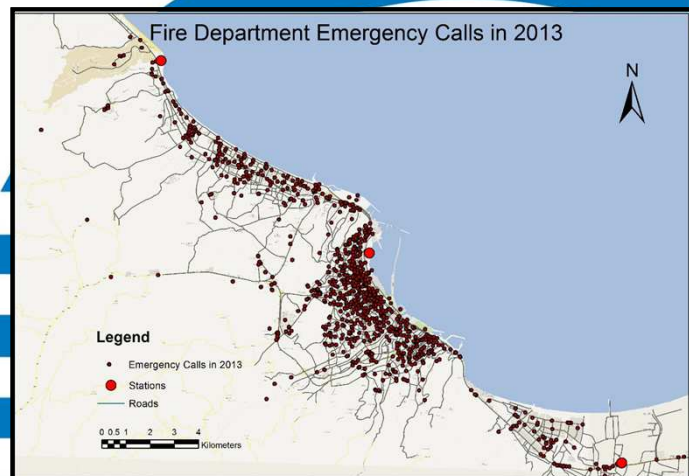 Fire Department Emergency Calls in 2013
N
Legend
Emergency Calls in 2013
Stations
Roads
0 0.5 1 2 3 4
Kilometers